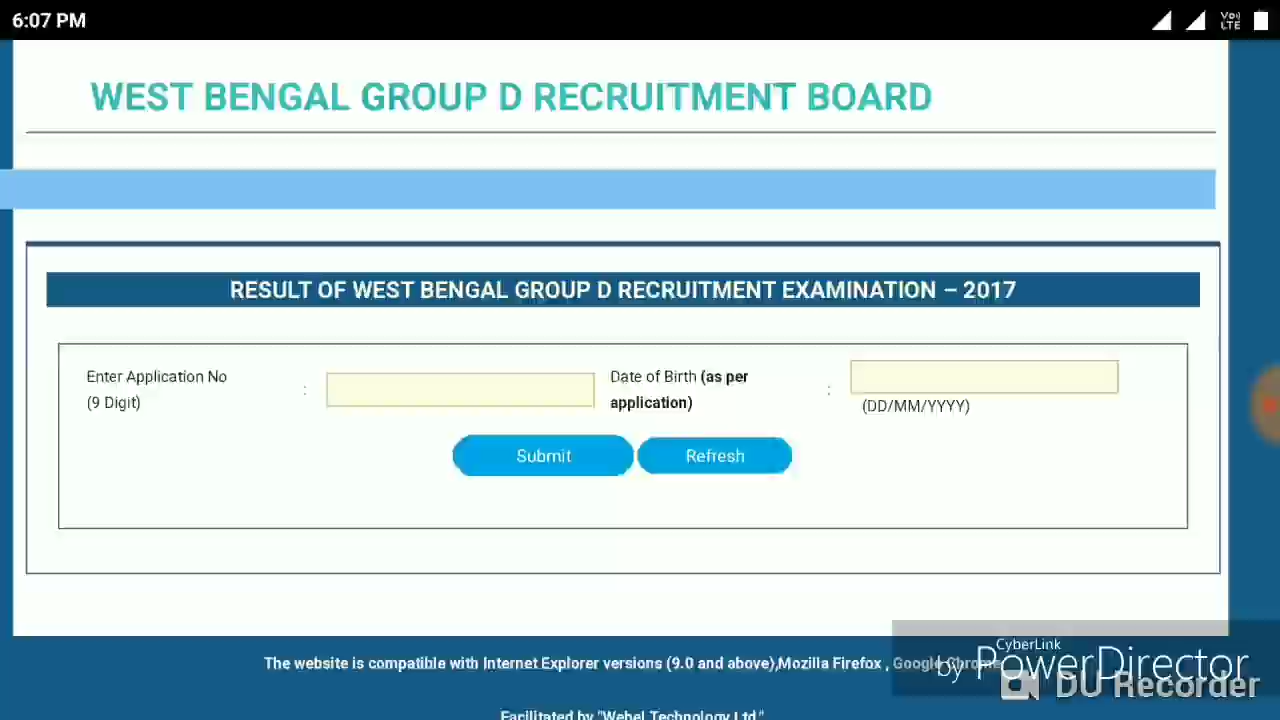 6:07 PM
Vo)) LTE
WEST BENGAL GROUP D RECRUITMENT BOARD
RESULT OF WEST BENGAL GROUP D RECRUITMENT EXAMINATION – 2017
Enter Application No
(9 Digit)
:
Date of Birth (as per
application)
:
(DD/MM/YYYY)
Submit
Refresh
The website is compatible with Internet Explorer versions (9.0 and above),Mozilla Firefox , Google Chrome
CyberLink
by PowerDirector
DU Recorder
Facilitated by "Webel Technology Ltd."